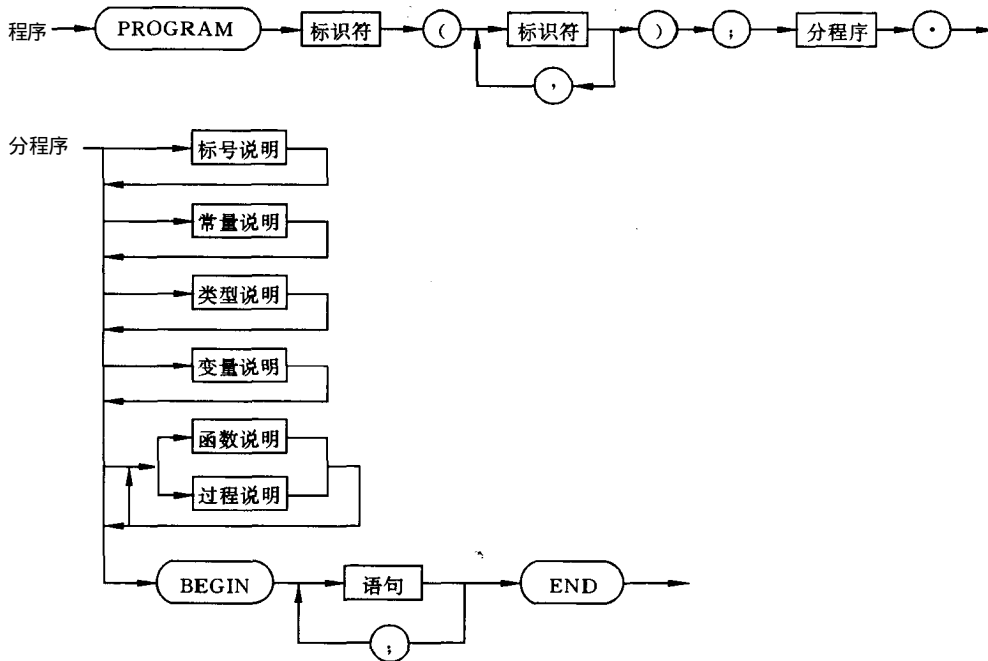 程序 PROGRAM 标识符 ( 标识符 ) ; 分程序 .
,
分程序
标号说明
常量说明
类型说明
变量说明
函数说明
过程说明
BEGIN 语句 END
;